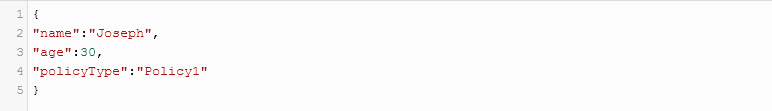 1 {
2 "name":"Joseph",
3 "age":30,
4 "policyType":"Policy1"
5 }